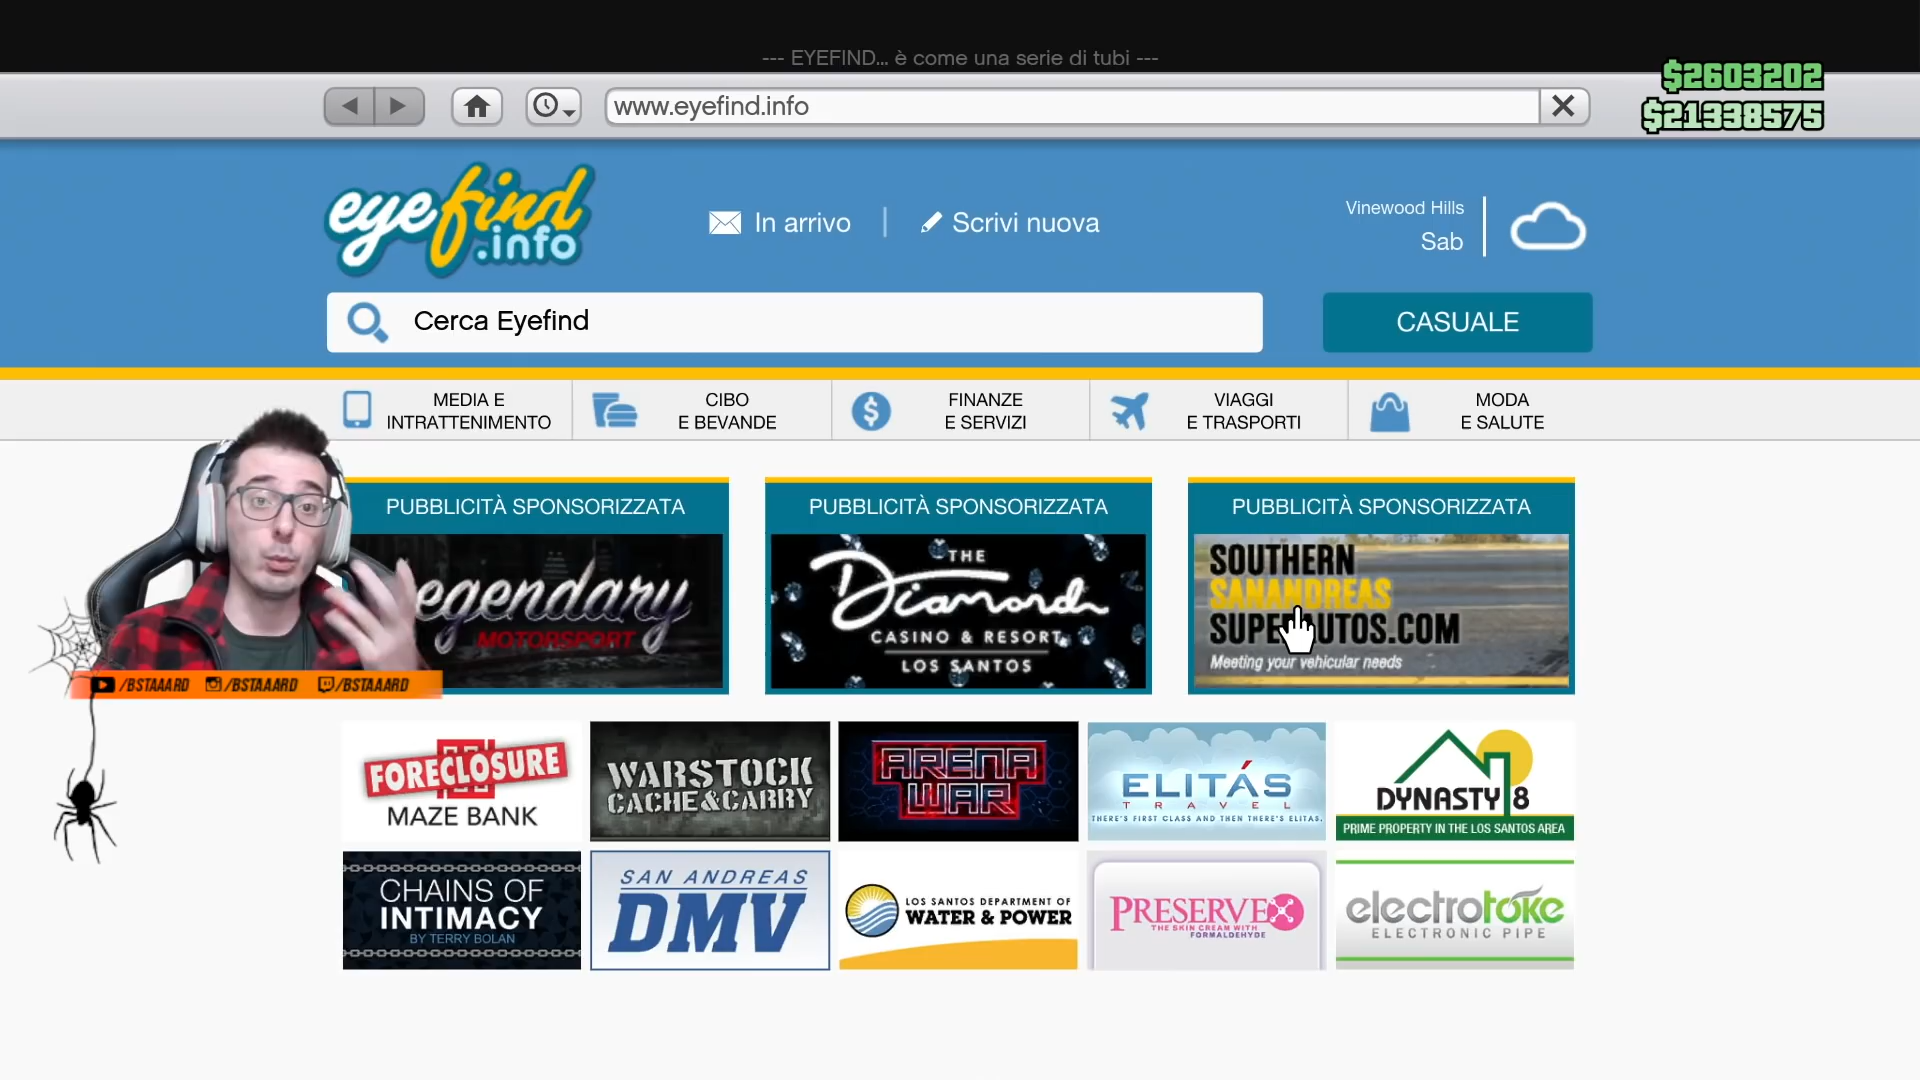 --- EYEFIND... è come una serie di tubi ---
www.eyefind.info
$2603202
$21338575
eyefind
.info
In arrivo
Scrivi nuova
Vinewood Hills
Sab
Cerca Eyefind
CASUALE
MEDIA E
INTRATTENIMENTO
CIBO
E BEVANDE
FINANZE
E SERVIZI
VIAGGI
E TRASPORTI
MODA
E SALUTE
PUBBLICITÀ SPONSORIZZATA
egendary
MOTORSPORT
PUBBLICITÀ SPONSORIZZATA
THE
Diamond
CASINO & RESORT
LOS SANTOS
PUBBLICITÀ SPONSORIZZATA
SOUTHERN
SANANDREAS
SUPERAUTOS.COM
Meeting your vehicular needs
/BSTAAARD /BSTAAARD /BSTAAARD
FORECLOSURE
MAZE BANK
WARSTOCK
CACHE&CARRY
ARENA
WAR
ELITÁS
TRAVEL
THERE'S FIRST CLASS AND THEN THERE'S ELITAS.
DYNASTY 8
PRIME PROPERTY IN THE LOS SANTOS AREA
CHAINS OF
INTIMACY
BY TERRY BOLAN
SAN ANDREAS
DMV
LOS SANTOS DEPARTMENT OF
WATER & POWER
PRESERVEX
THE SKIN CREAM WITH
FORMALDEHYDE
electrotoke
ELECTRONIC PIPE